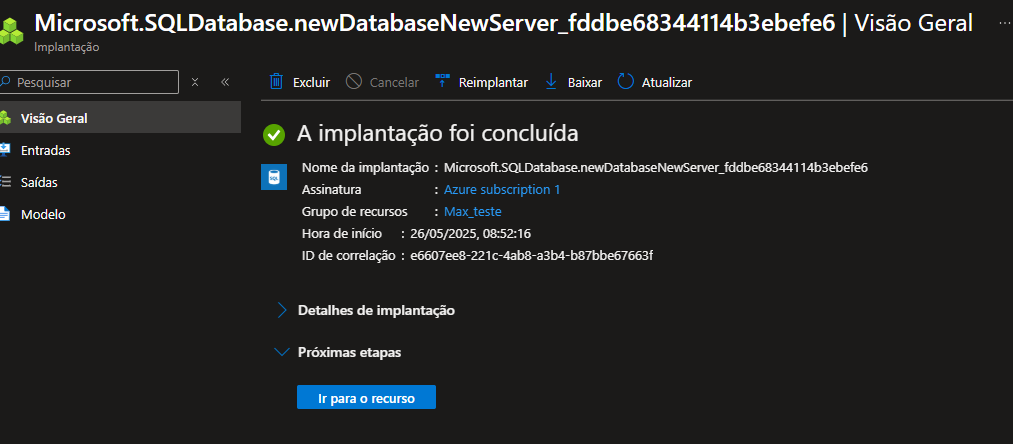 Microsoft.SQLDatabase.newDatabaseNewServer_fddbe68344114b3ebefe6 | Visão Geral
Implantação
Pesquisar
Excluir Cancelar Reimplantar Baixar Atualizar
Visão Geral
Entradas
Saídas
Modelo
A implantação foi concluída
SQL
Nome da implantação : Microsoft.SQLDatabase.newDatabaseNewServer_fddbe68344114b3ebefe6
Assinatura : Azure subscription 1
Grupo de recursos : Max_teste
Hora de início : 26/05/2025, 08:52:16
ID de correlação : e6607ee8-221c-4ab8-a3b4-b87bbe67663f
Detalhes de implantação
Próximas etapas
Ir para o recurso